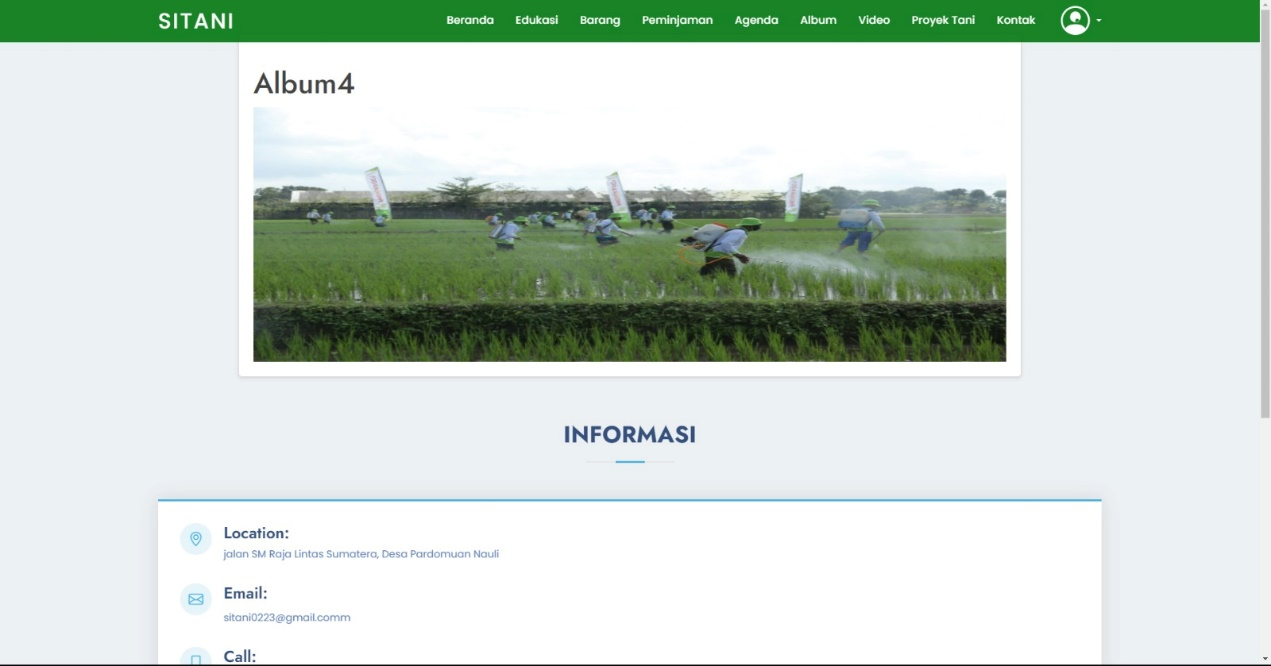 SITANI
Beranda Edukasi Barang Peminjaman Agenda Album Video Proyek Tani Kontak
Album4
INFORMASI
Location:
jalan SM Raja Lintas Sumatera, Desa Pardomuan Nauli
Email:
sitani0223@gmail.comm
Call: